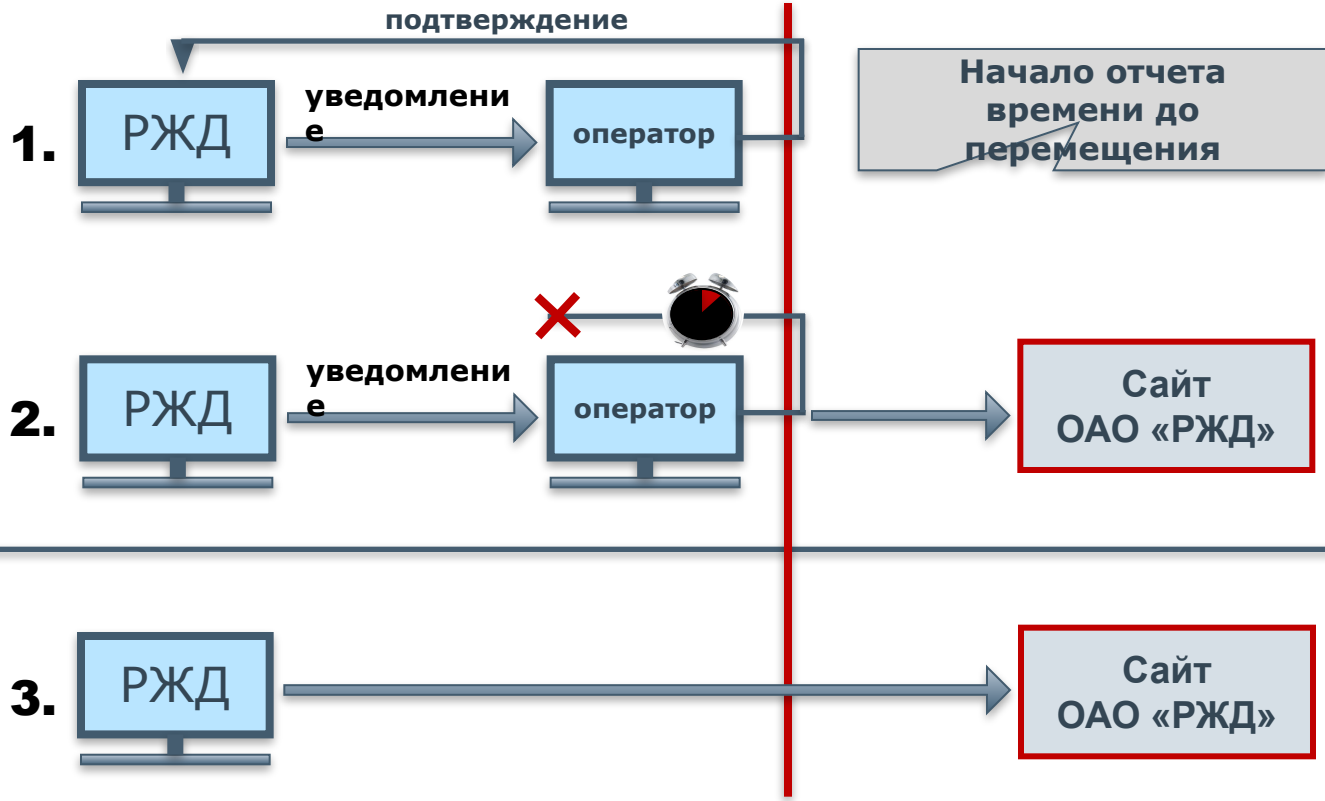 подтверждение
1.
РЖД
уведомлени
е
оператор
Начало отчета
времени до
перемещения
2.
РЖД
уведомлени
е
оператор
Сайт
ОАО «РЖД»
3.
РЖД
Сайт
ОАО «РЖД»